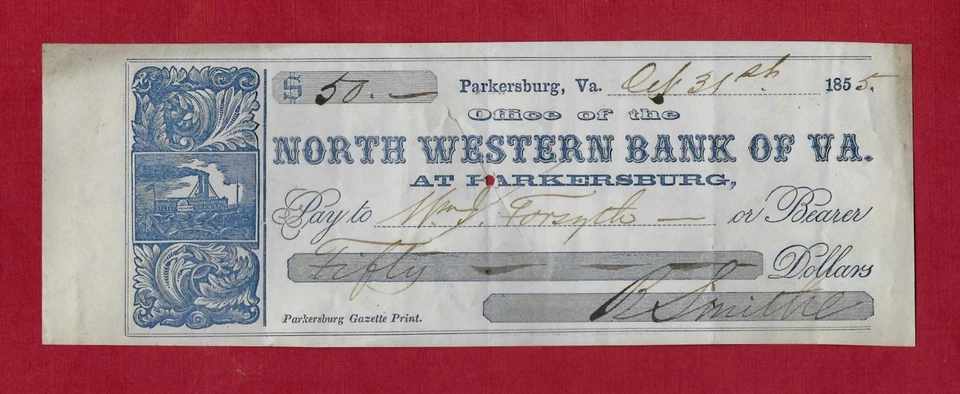 $ 50.— Parkersburg, Va. Oct 31st. 1855.
Office of the
NORTH WESTERN BANK OF VA.
AT PARKERSBURG,
Pay to Wm J. Forsyth — or Bearer
Fifty — — — — Dollars
Smith
Parkersburg Gazette Print.